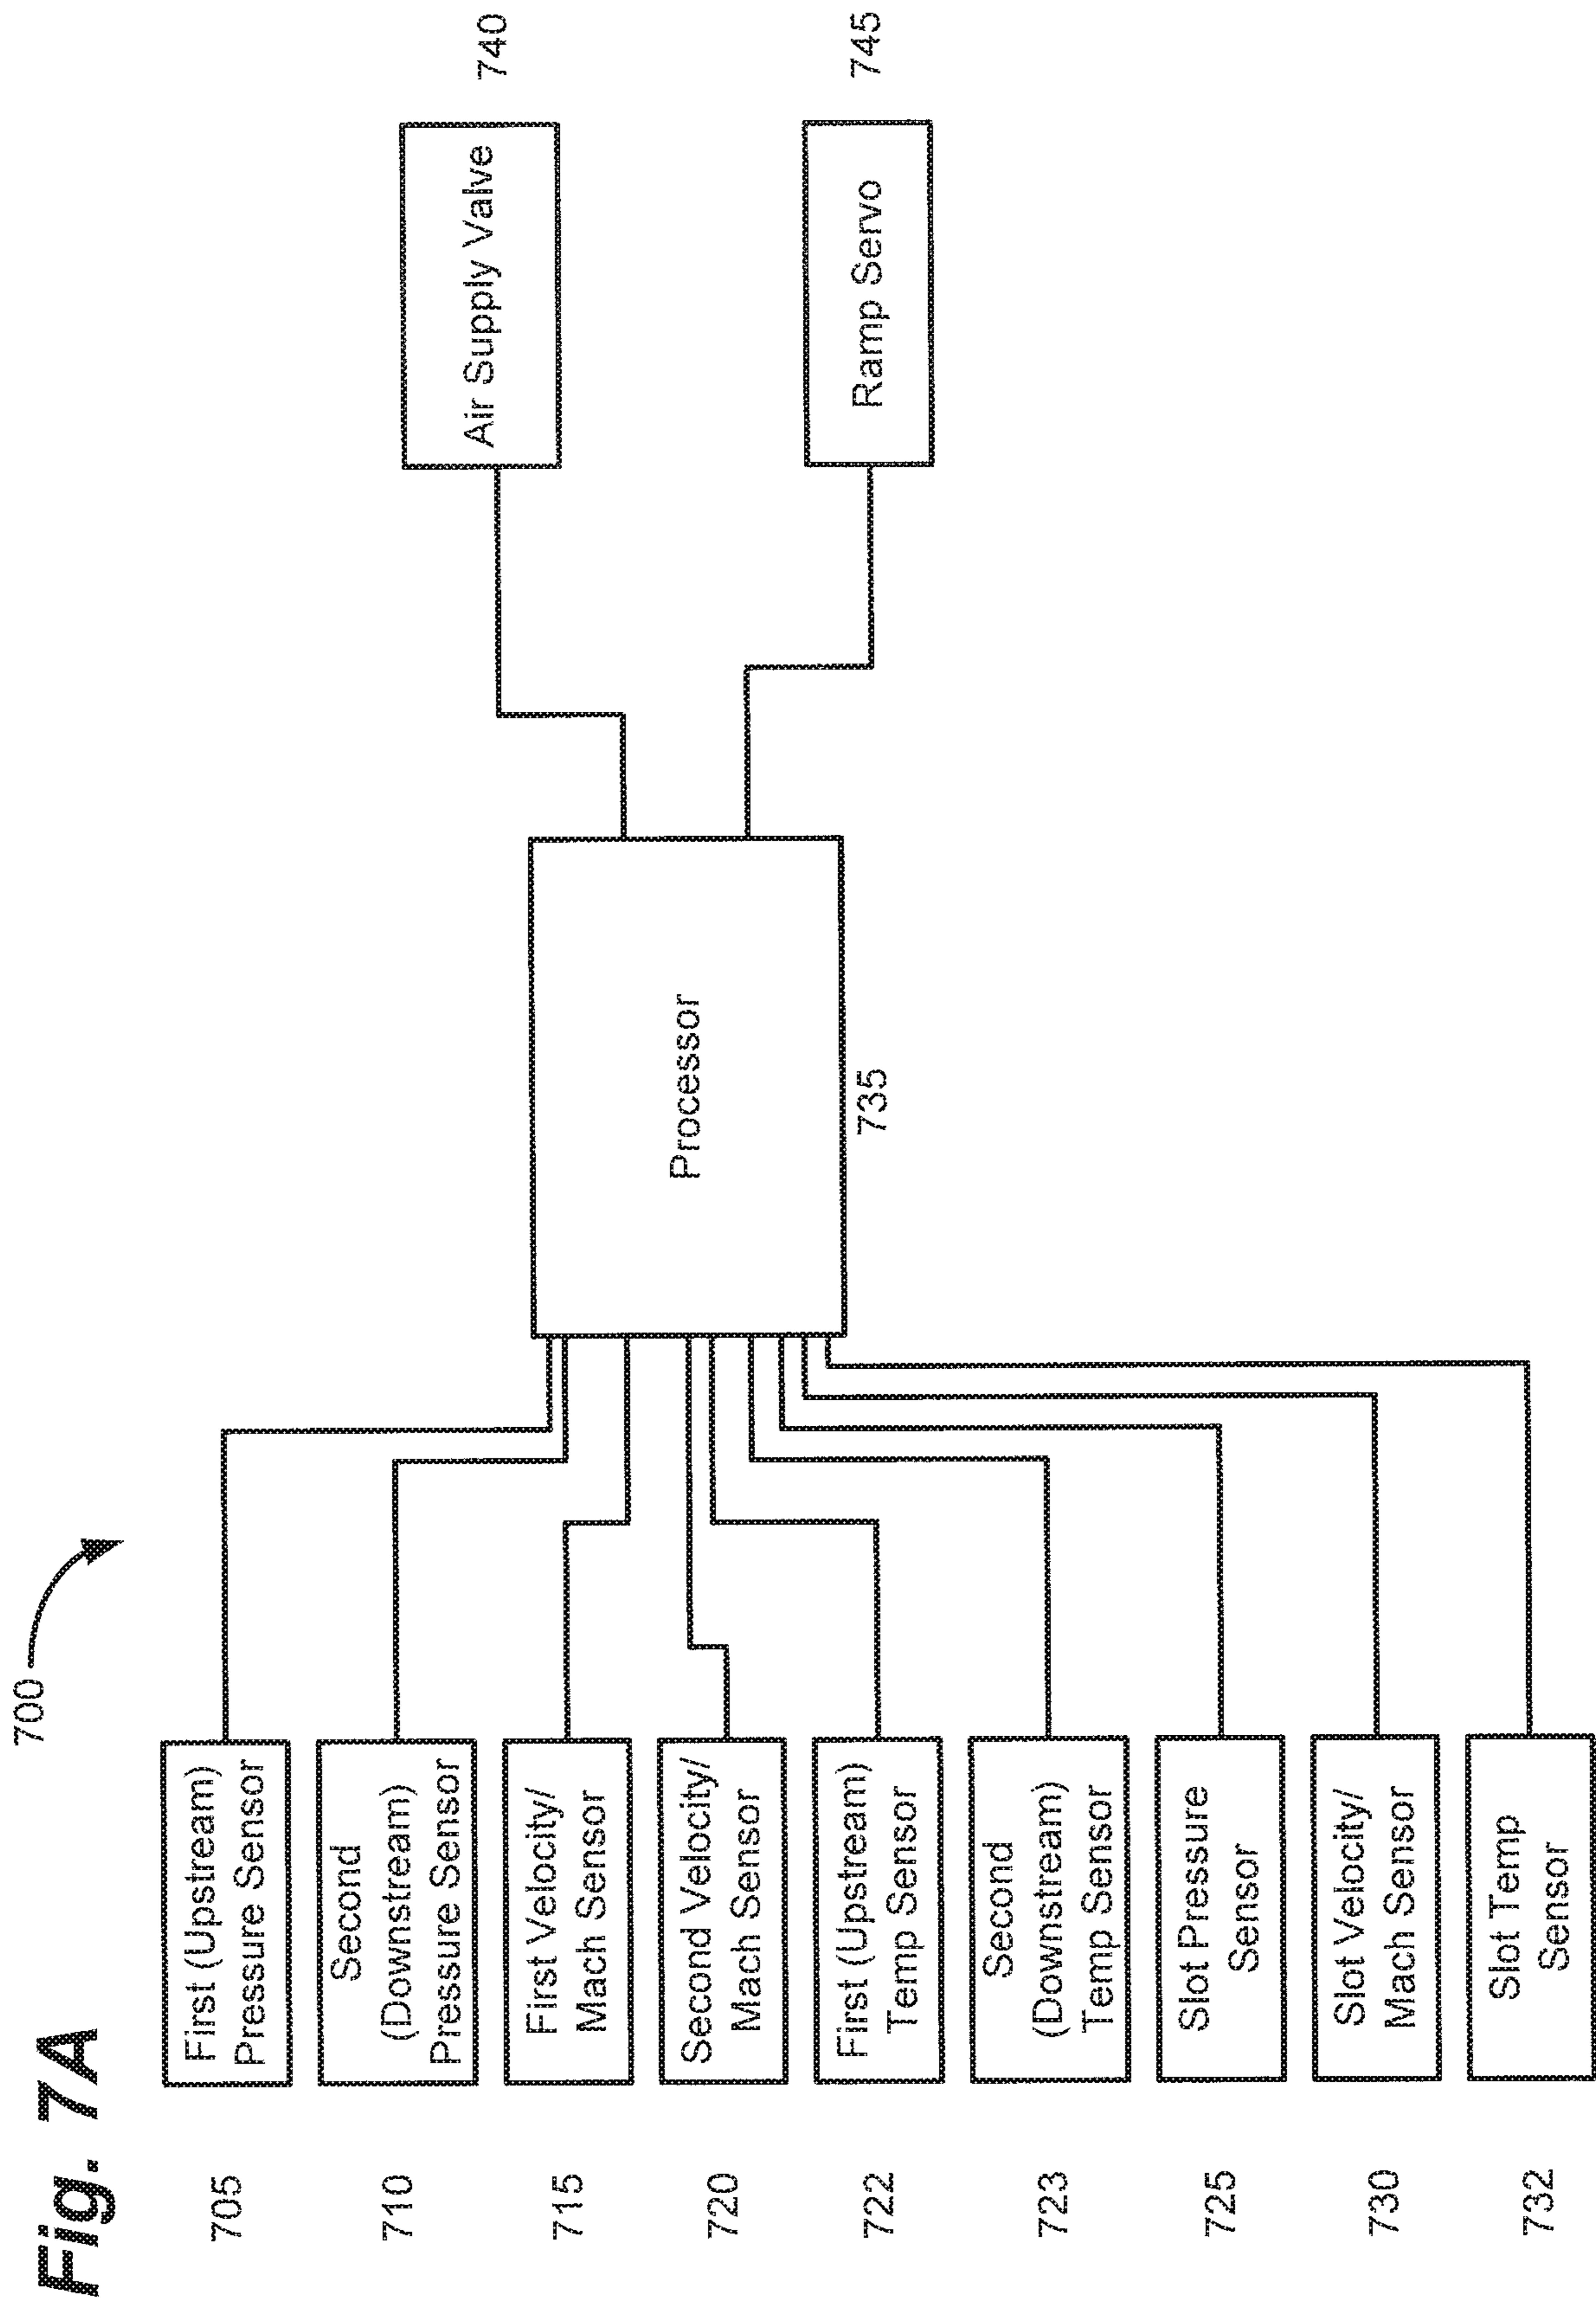 Fig. 7A
700
705
First (Upstream)
Pressure Sensor
710
Second
(Downstream)
Pressure Sensor
715
First Velocity/
Mach Sensor
720
Second Velocity/
Mach Sensor
722
First (Upstream)
Temp Sensor
723
Second
(Downstream)
Temp Sensor
725
Slot Pressure
Sensor
730
Slot Velocity/
Mach Sensor
732
Slot Temp
Sensor
Processor
735
Air Supply Valve
740
Ramp Servo
745